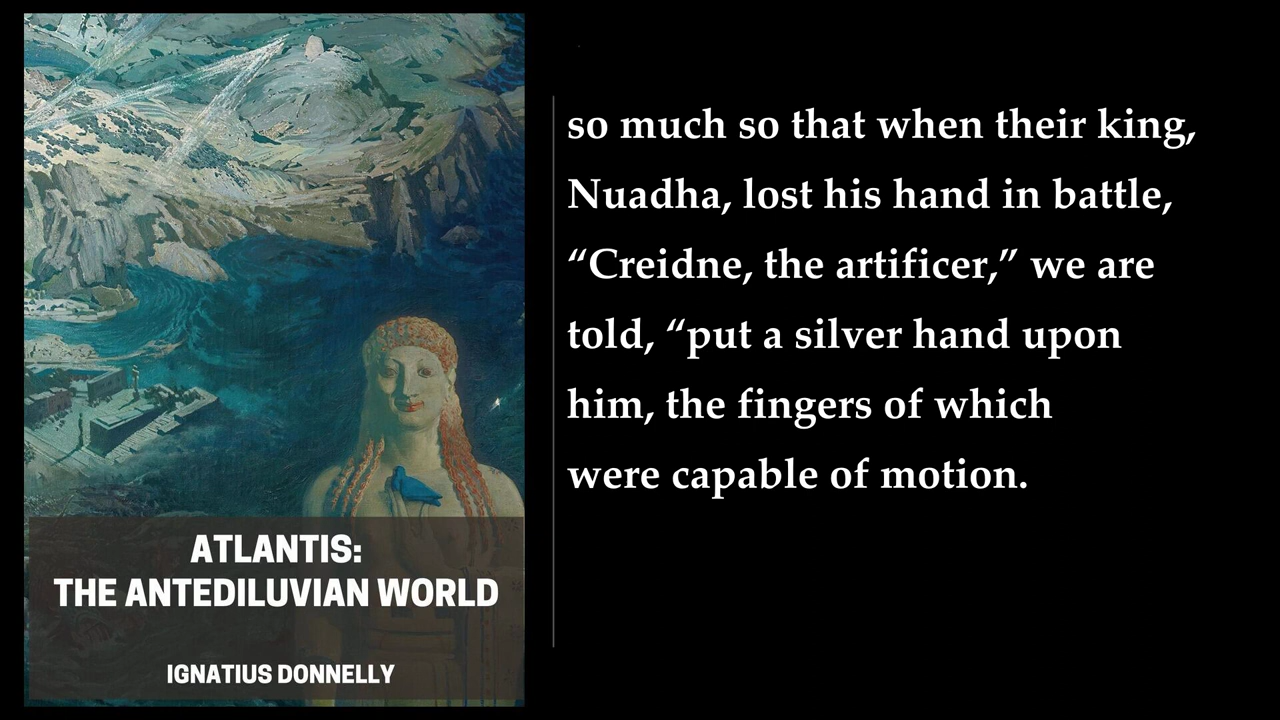 so much so that when their king,
Nuadha, lost his hand in battle,
“Creidne, the artificer,” we are
told, “put a silver hand upon
him, the fingers of which
were capable of motion.
ATLANTIS:
THE ANTEDILUVIAN WORLD
IGNATIUS DONNELLY